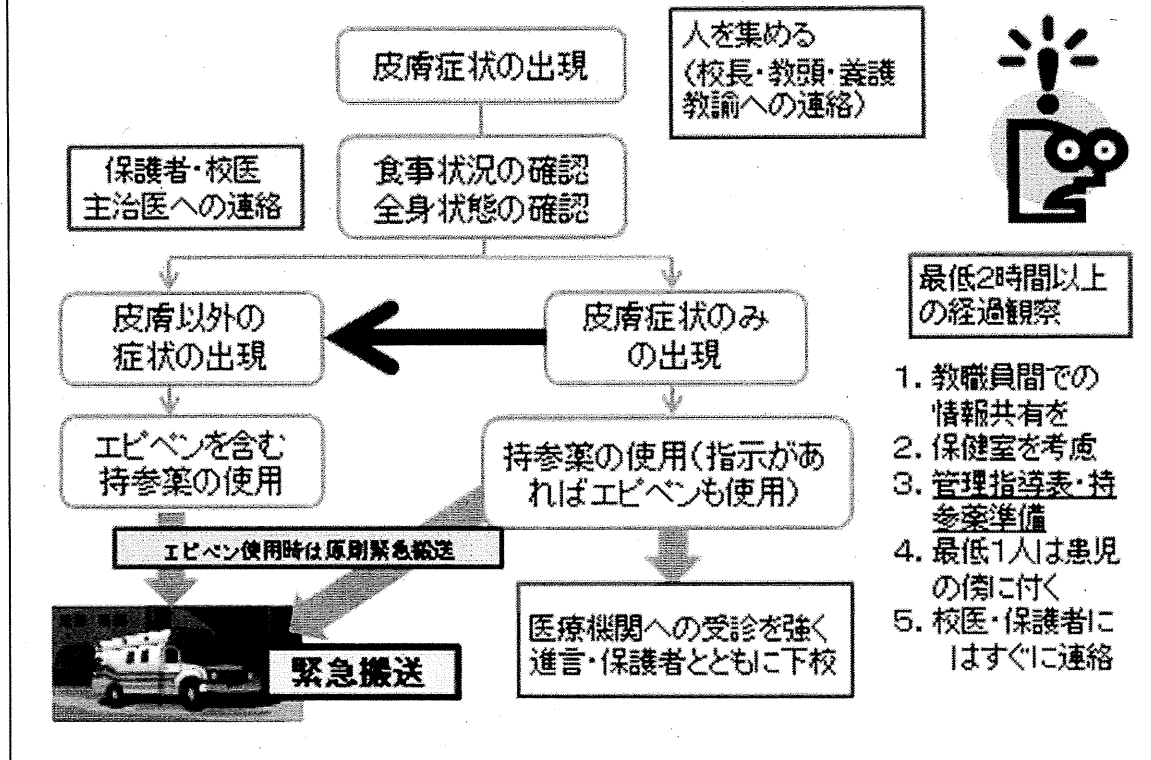 皮膚症状の出現
人を集める
(校長・教頭・養護
教諭への連絡)
保護者・校医
主治医への連絡
食事状況の確認
全身状態の確認
最低2時間以上
の経過観察
皮膚以外の
症状の出現
皮膚症状のみ
の出現
1. 教職員間での
情報共有を
2. 保健室を考慮
3. 管理指導表・持
参薬準備
4. 最低1人は患児
の傍に付く
5. 校医・保護者に
はすぐに連絡
エピペンを含む
持参薬の使用
持参薬の使用(指示があ
ればエピペンも使用)
エピペン使用時は原則緊急搬送
緊急搬送
医療機関への受診を強く
進言・保護者とともに下校